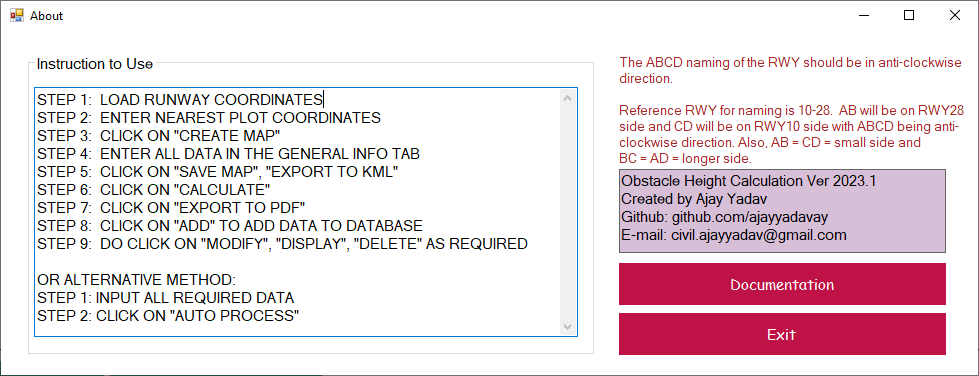 About
Instruction to Use
STEP 1:  LOAD RUNWAY COORDINATES
STEP 2:  ENTER NEAREST PLOT COORDINATES
STEP 3:  CLICK ON "CREATE MAP"
STEP 4:  ENTER ALL DATA IN THE GENERAL INFO TAB
STEP 5:  CLICK ON "SAVE MAP", "EXPORT TO KML"
STEP 6:  CLICK ON "CALCULATE"
STEP 7:  CLICK ON "EXPORT TO PDF"
STEP 8:  CLICK ON "ADD" TO ADD DATA TO DATABASE
STEP 9:  DO CLICK ON "MODIFY", "DISPLAY", "DELETE" AS REQUIRED
OR ALTERNATIVE METHOD:
STEP 1: INPUT ALL REQUIRED DATA
STEP 2: CLICK ON "AUTO PROCESS"
The ABCD naming of the RWY should be in anti-clockwise
direction.
Reference RWY for naming is 10-28.  AB will be on RWY28
side and CD will be on RWY10 side with ABCD being anti-
clockwise direction. Also, AB = CD = small side and
BC = AD = longer side.
Obstacle Height Calculation Ver 2023.1
Created by Ajay Yadav
Github: github.com/ajayyadavay
E-mail: civil.ajayyadav@gmail.com
Documentation
Exit